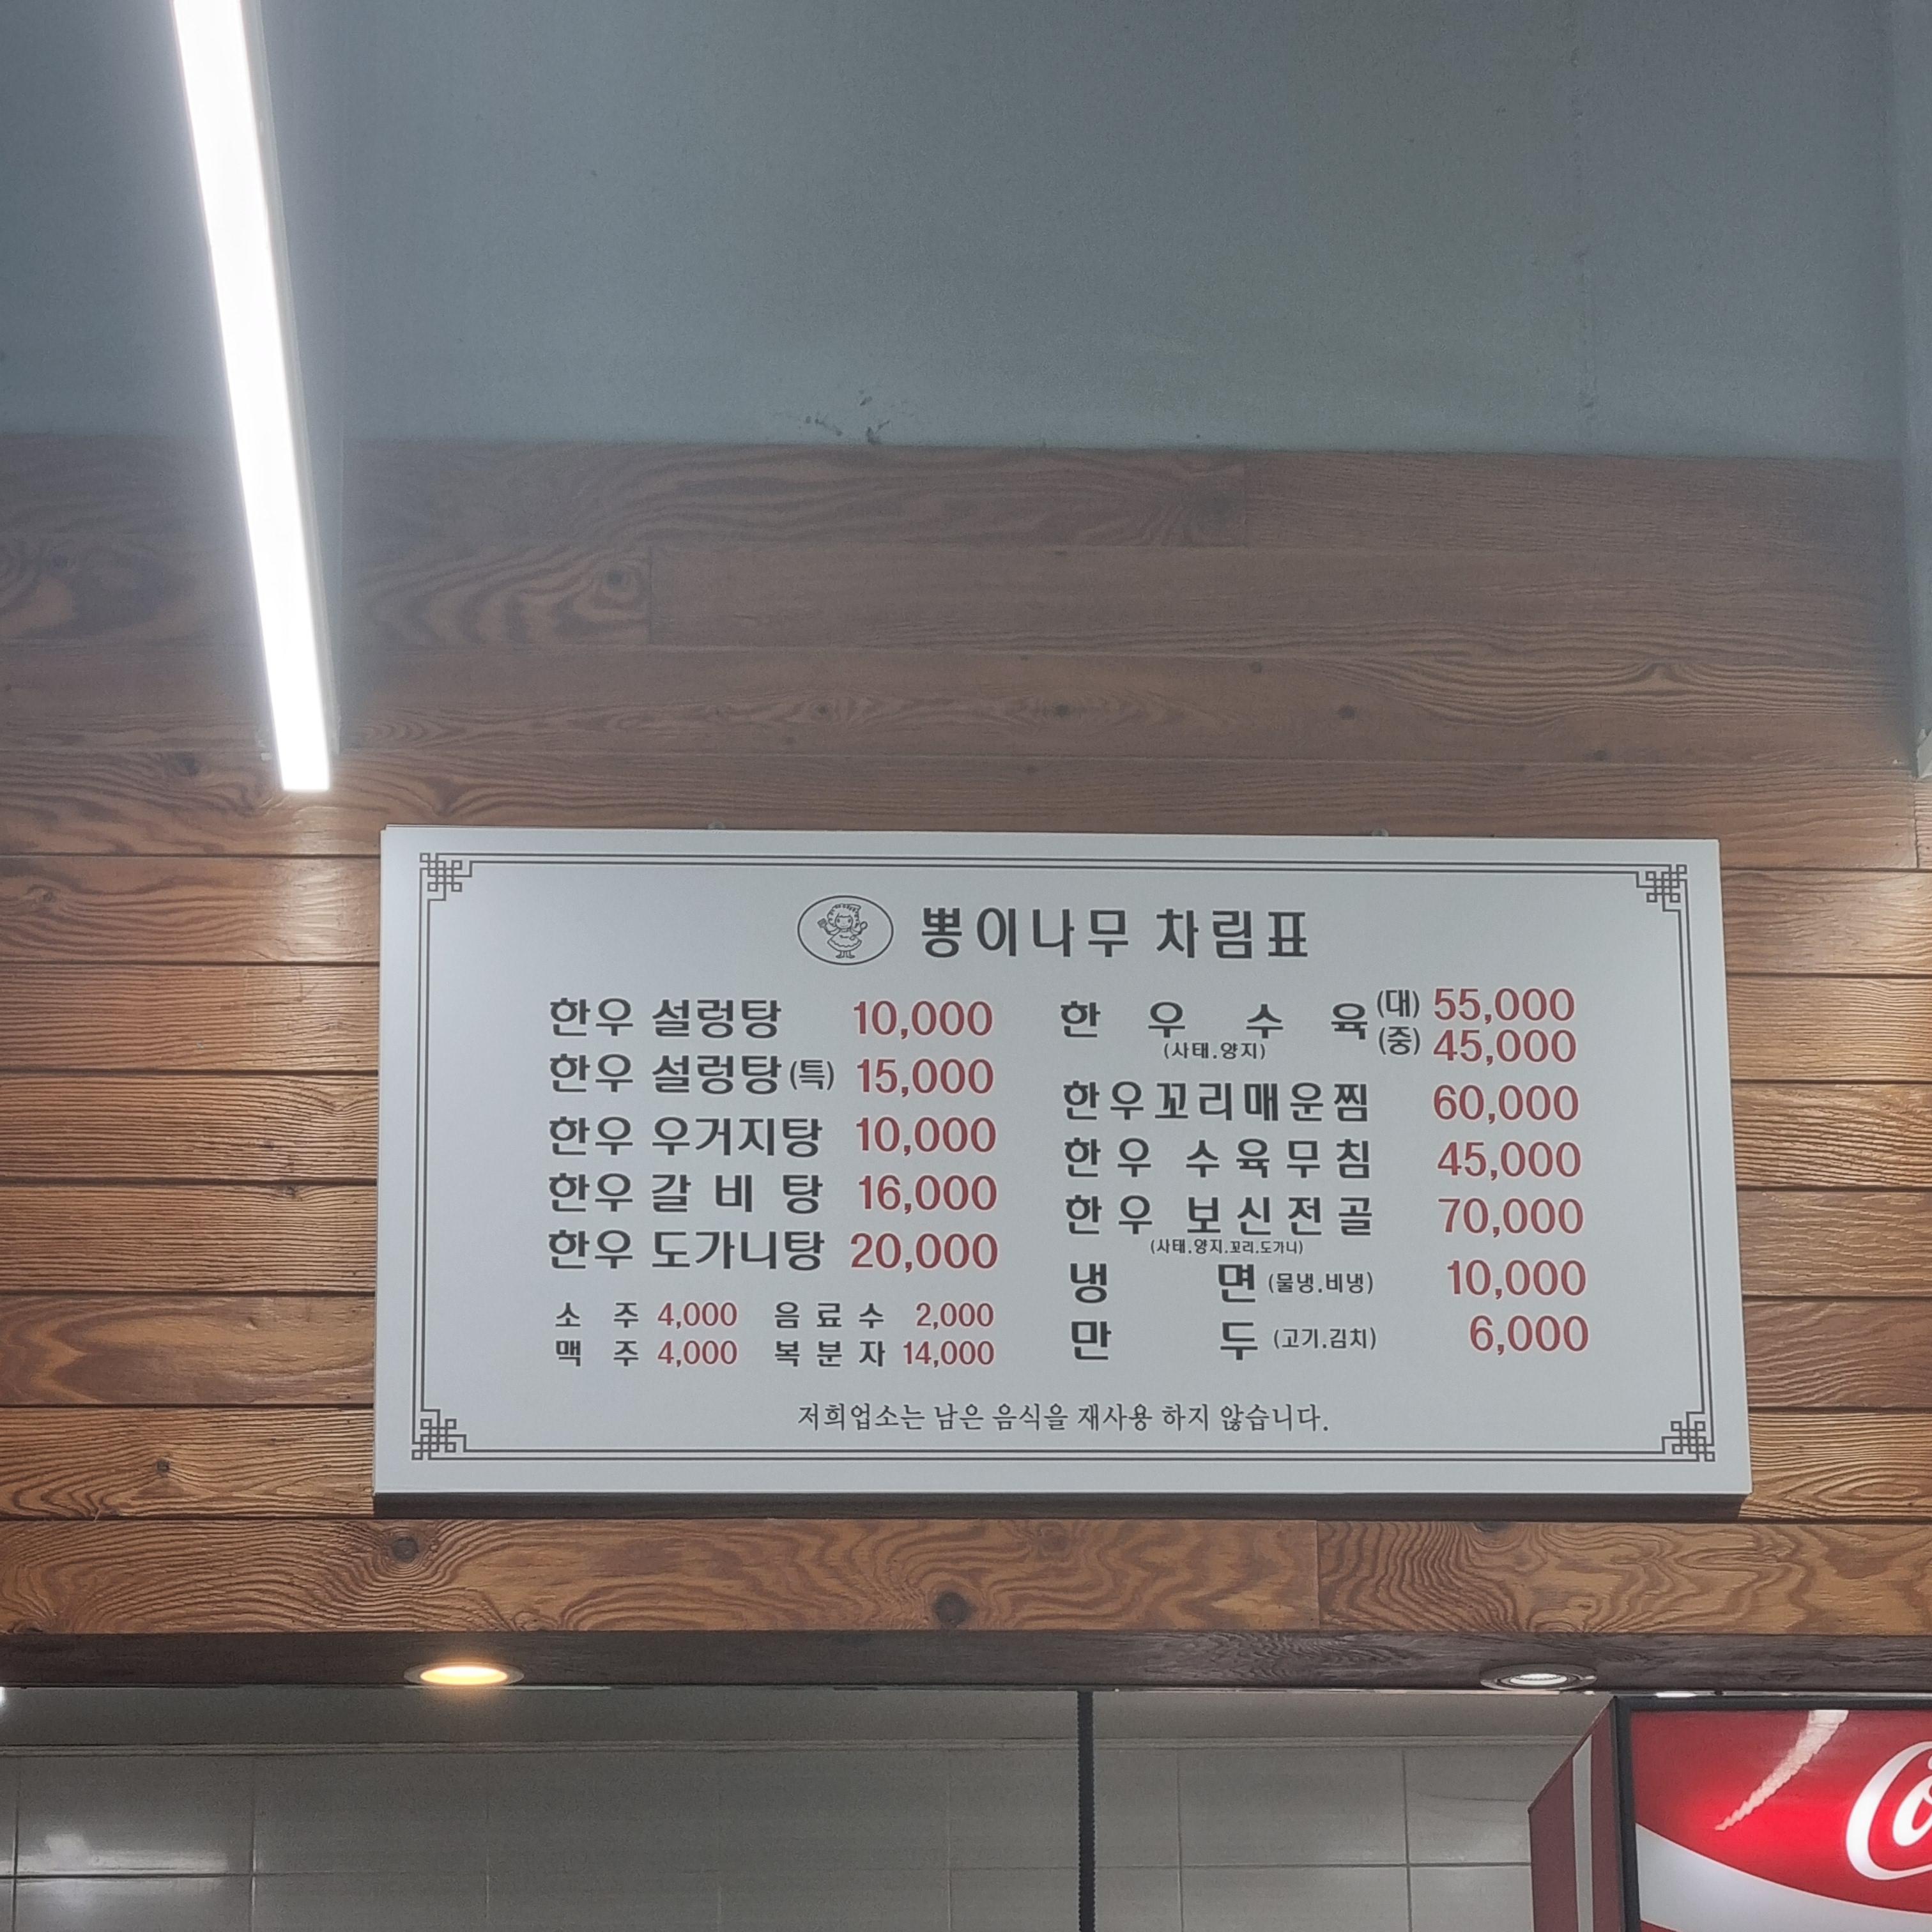 뽕이나무 차림표
한우 설렁탕 10,000
한우 설렁탕(특) 15,000
한우 우거지탕 10,000
한우 갈비탕 16,000
한우 도가니탕 20,000
소주 4,000 음료수 2,000
맥주 4,000 복분자 14,000
한우수육 (대) 55,000
(사태.양지) (중) 45,000
한우꼬리매운찜 60,000
한우 수육무침 45,000
한우 보신전골 70,000
(사태.양지.꼬리.도가니)
냉면 (물냉.비냉) 10,000
만두 (고기.김치) 6,000
저희업소는 남은 음식을 재사용 하지 않습니다.